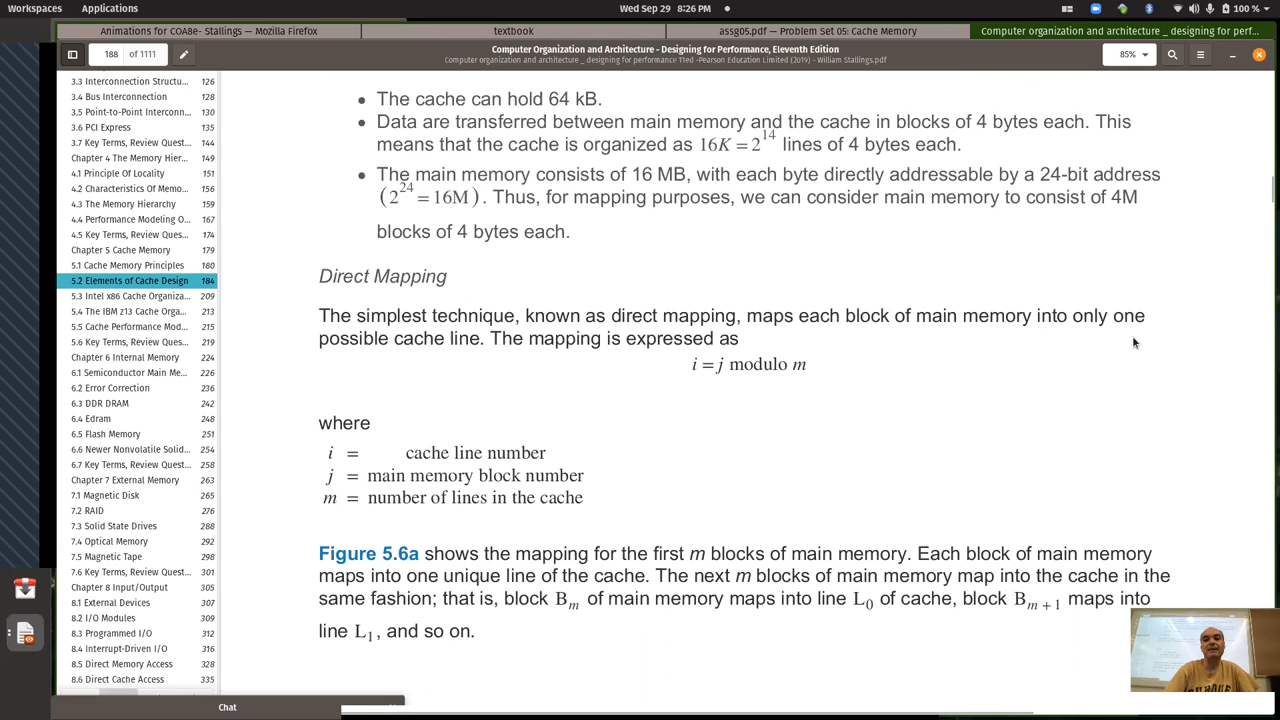 Workspaces Applications Wed Sep 29 8:26 PM 100 %
Animations for COA8e- Stallings — Mozilla Firefox textbook assg05.pdf — Problem Set 05: Cache Memory Computer organization and architecture _ designing for perf...
188 of 1111 Computer Organization and Architecture - Designing for Performance, Eleventh Edition 85%
Computer organization and architecture _ designing for performance 11ed -Pearson Education Limited (2019) - William Stallings.pdf
3.3 Interconnection Structu... 126
3.4 Bus Interconnection 128
3.5 Point-to-Point Interconn... 130
3.6 PCI Express 135
3.7 Key Terms, Review Quest... 144
Chapter 4 The Memory Hier... 149
4.1 Principle Of Locality 151
4.2 Characteristics Of Memo... 156
4.3 The Memory Hierarchy 160
4.4 Performance Modeling O... 167
4.5 Key Terms, Review Ques... 174
Chapter 5 Cache Memory 179
5.1 Cache Memory Principles 180
5.2 Elements of Cache Design 184
5.3 Intel x86 Cache Organiza... 209
5.4 The IBM z13 Cache Orga... 213
5.5 Cache Performance Mod... 215
5.6 Key Terms, Review Ques... 219
Chapter 6 Internal Memory 224
6.1 Semiconductor Main Me... 226
6.2 Error Correction 236
6.3 DDR DRAM 242
6.4 Edram 248
6.5 Flash Memory 251
6.6 Newer Nonvolatile Solid... 254
6.7 Key Terms, Review Quest... 258
Chapter 7 External Memory 263
7.1 Magnetic Disk 265
7.2 RAID 276
7.3 Solid State Drives 288
7.4 Optical Memory 292
7.5 Magnetic Tape 298
7.6 Key Terms, Review Quest... 301
Chapter 8 Input/Output 305
8.1 External Devices 307
8.2 I/O Modules 309
8.3 Programmed I/O 312
8.4 Interrupt-Driven I/O 319
8.5 Direct Memory Access 328
8.6 Direct Cache Access 335
• The cache can hold 64 kB.
• Data are transferred between main memory and the cache in blocks of 4 bytes each. This
means that the cache is organized as 16K = 2^14 lines of 4 bytes each.
• The main memory consists of 16 MB, with each byte directly addressable by a 24-bit address
(2^24 = 16M). Thus, for mapping purposes, we can consider main memory to consist of 4M
blocks of 4 bytes each.
Direct Mapping
The simplest technique, known as direct mapping, maps each block of main memory into only one
possible cache line. The mapping is expressed as
i = j modulo m
where
i = cache line number
j = main memory block number
m = number of lines in the cache
Figure 5.6a shows the mapping for the first m blocks of main memory. Each block of main memory
maps into one unique line of the cache. The next m blocks of main memory map into the cache in the
same fashion; that is, block B_m of main memory maps into line L_0 of cache, block B_m+1 maps into
line L_1, and so on.
Chat